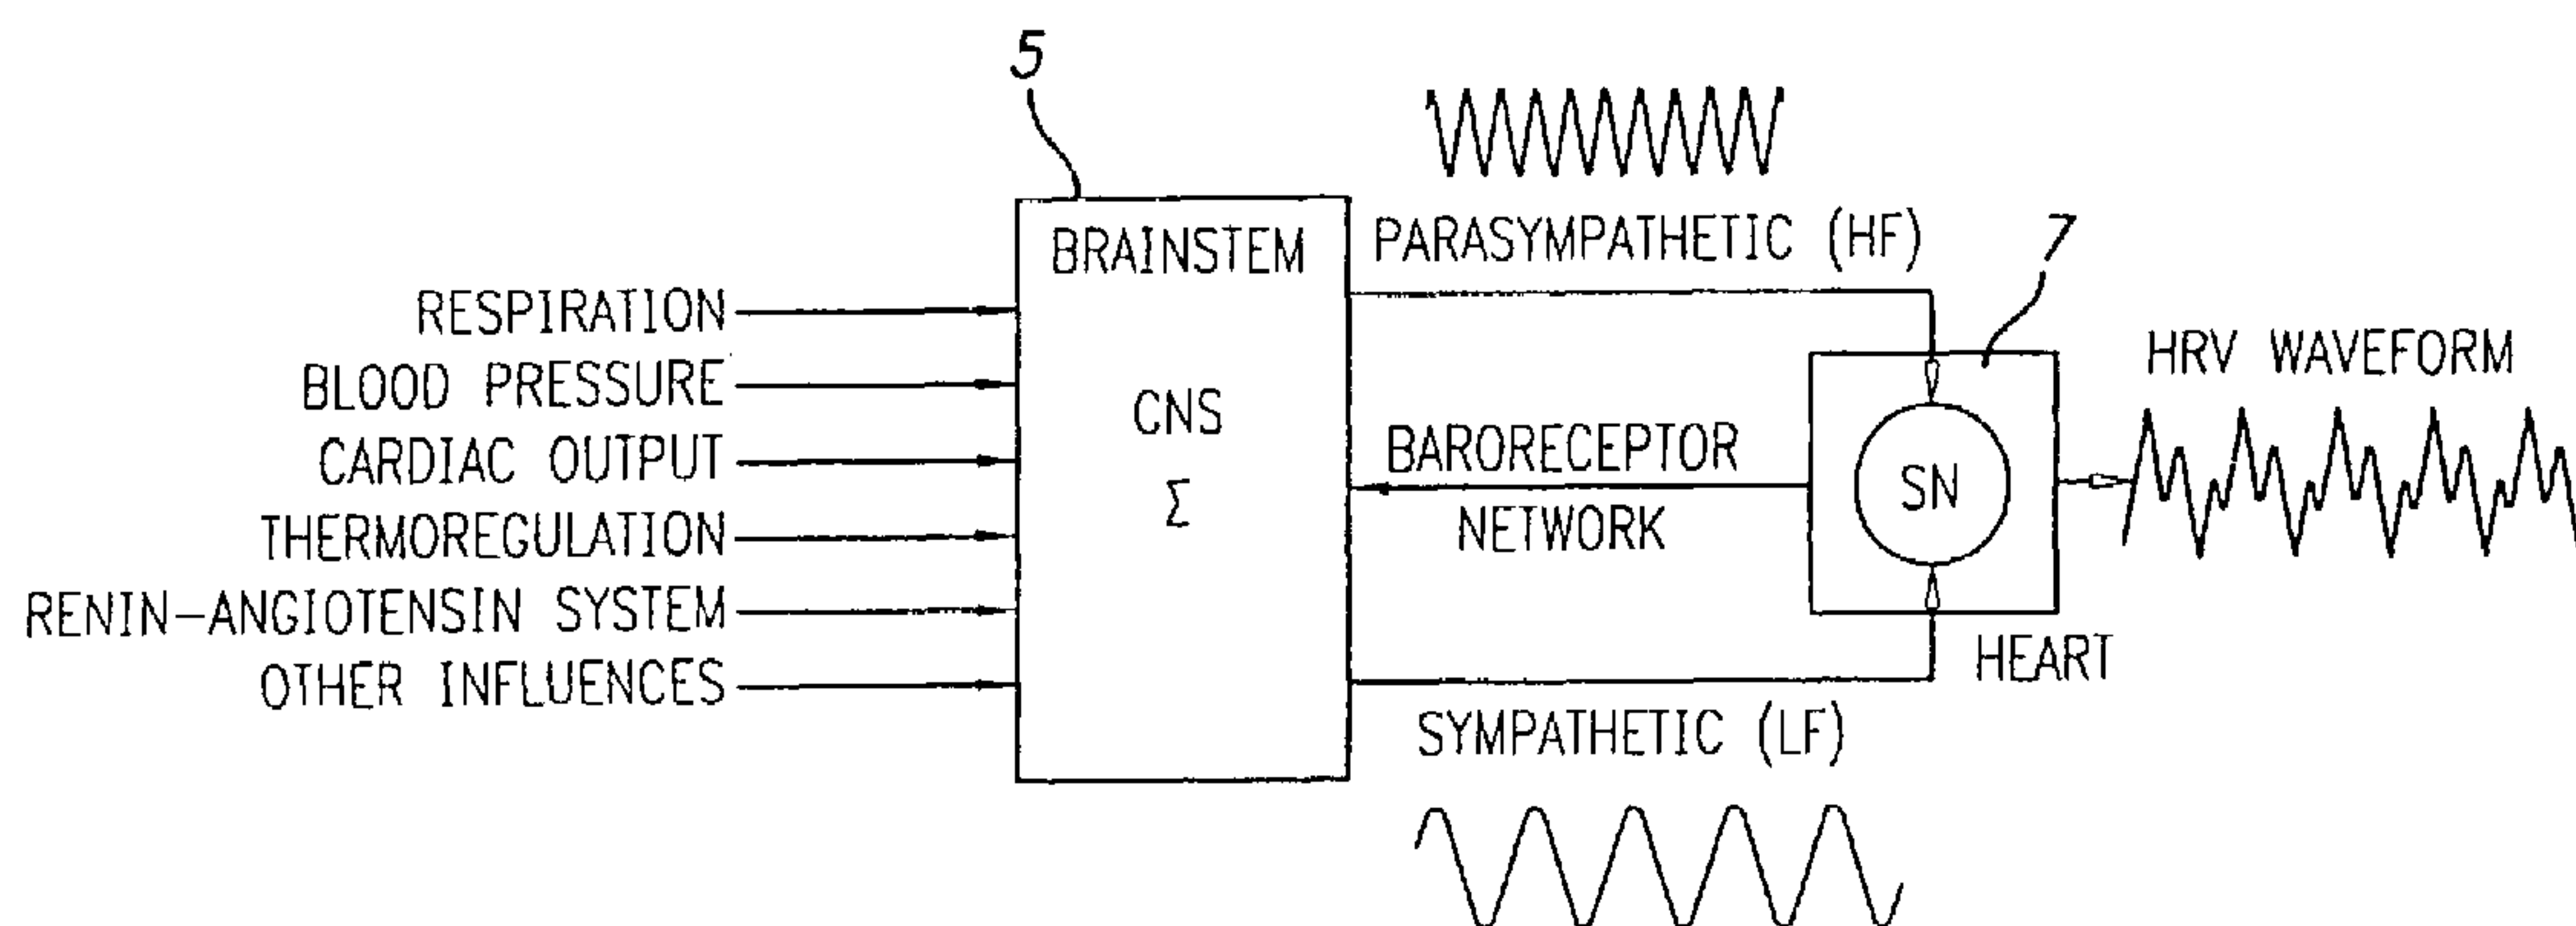 5
BRAINSTEM
CNS
Σ
RESPIRATION
BLOOD PRESSURE
CARDIAC OUTPUT
THERMOREGULATION
RENIN-ANGIOTENSIN SYSTEM
OTHER INFLUENCES
PARASYMPATHETIC (HF)
BARORECEPTOR
NETWORK
SYMPATHETIC (LF)
7
SN
HEART
HRV WAVEFORM